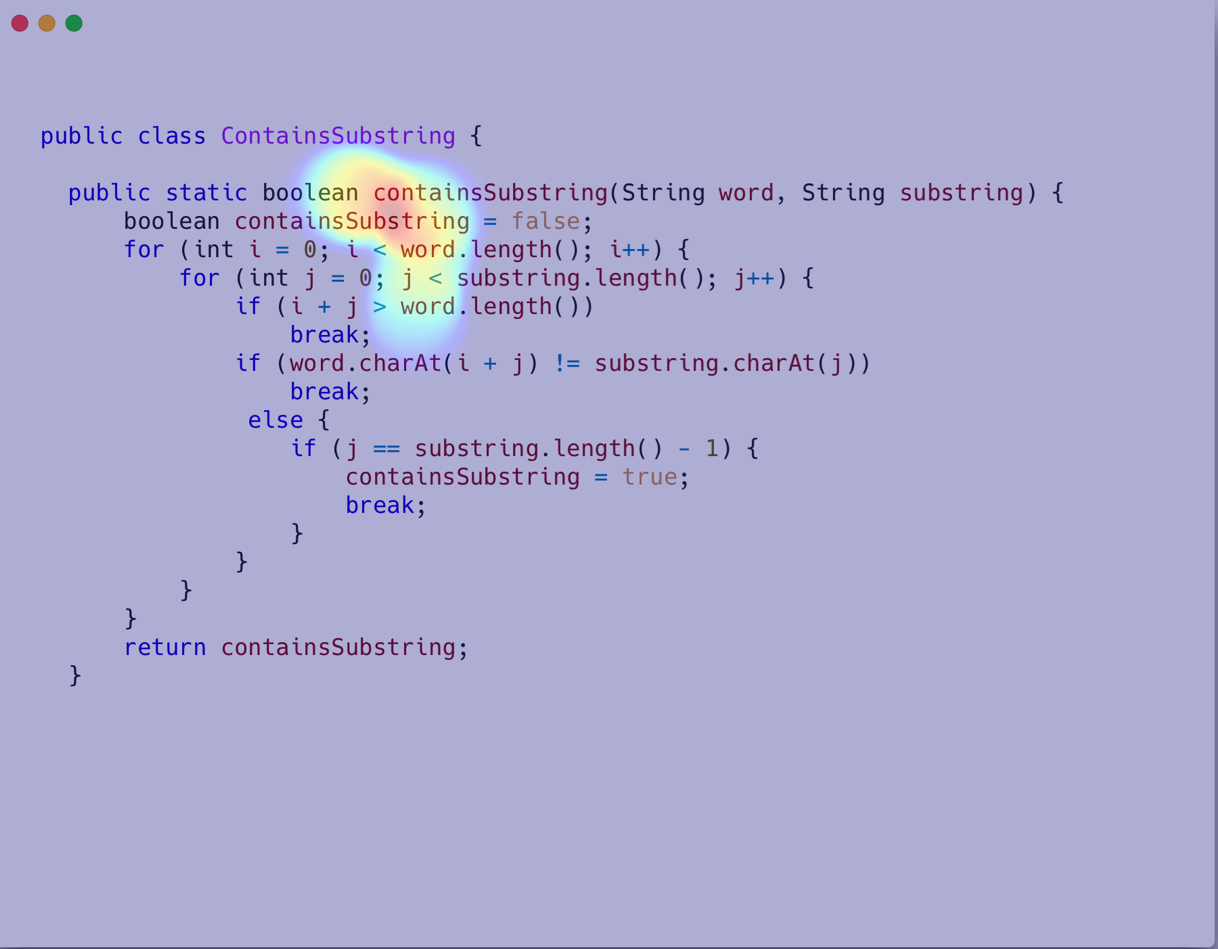 public class ContainsSubstring {
public static boolean containsSubstring(String word, String substring) {
boolean containsSubstring = false;
for (int i = 0; i < word.length(); i++) {
for (int j = 0; j < substring.length(); j++) {
if (i + j > word.length())
break;
if (word.charAt(i + j) != substring.charAt(j))
break;
else {
if (j == substring.length() - 1) {
containsSubstring = true;
break;
}
}
}
}
return containsSubstring;
}